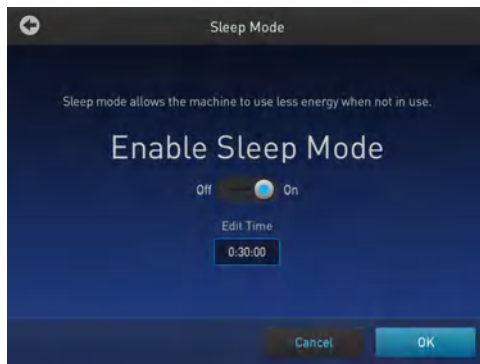 Sleep Mode
Sleep mode allows the machine to use less energy when not in use.
Enable Sleep Mode
Off On
Edit Time
0:30:00
Cancel OK